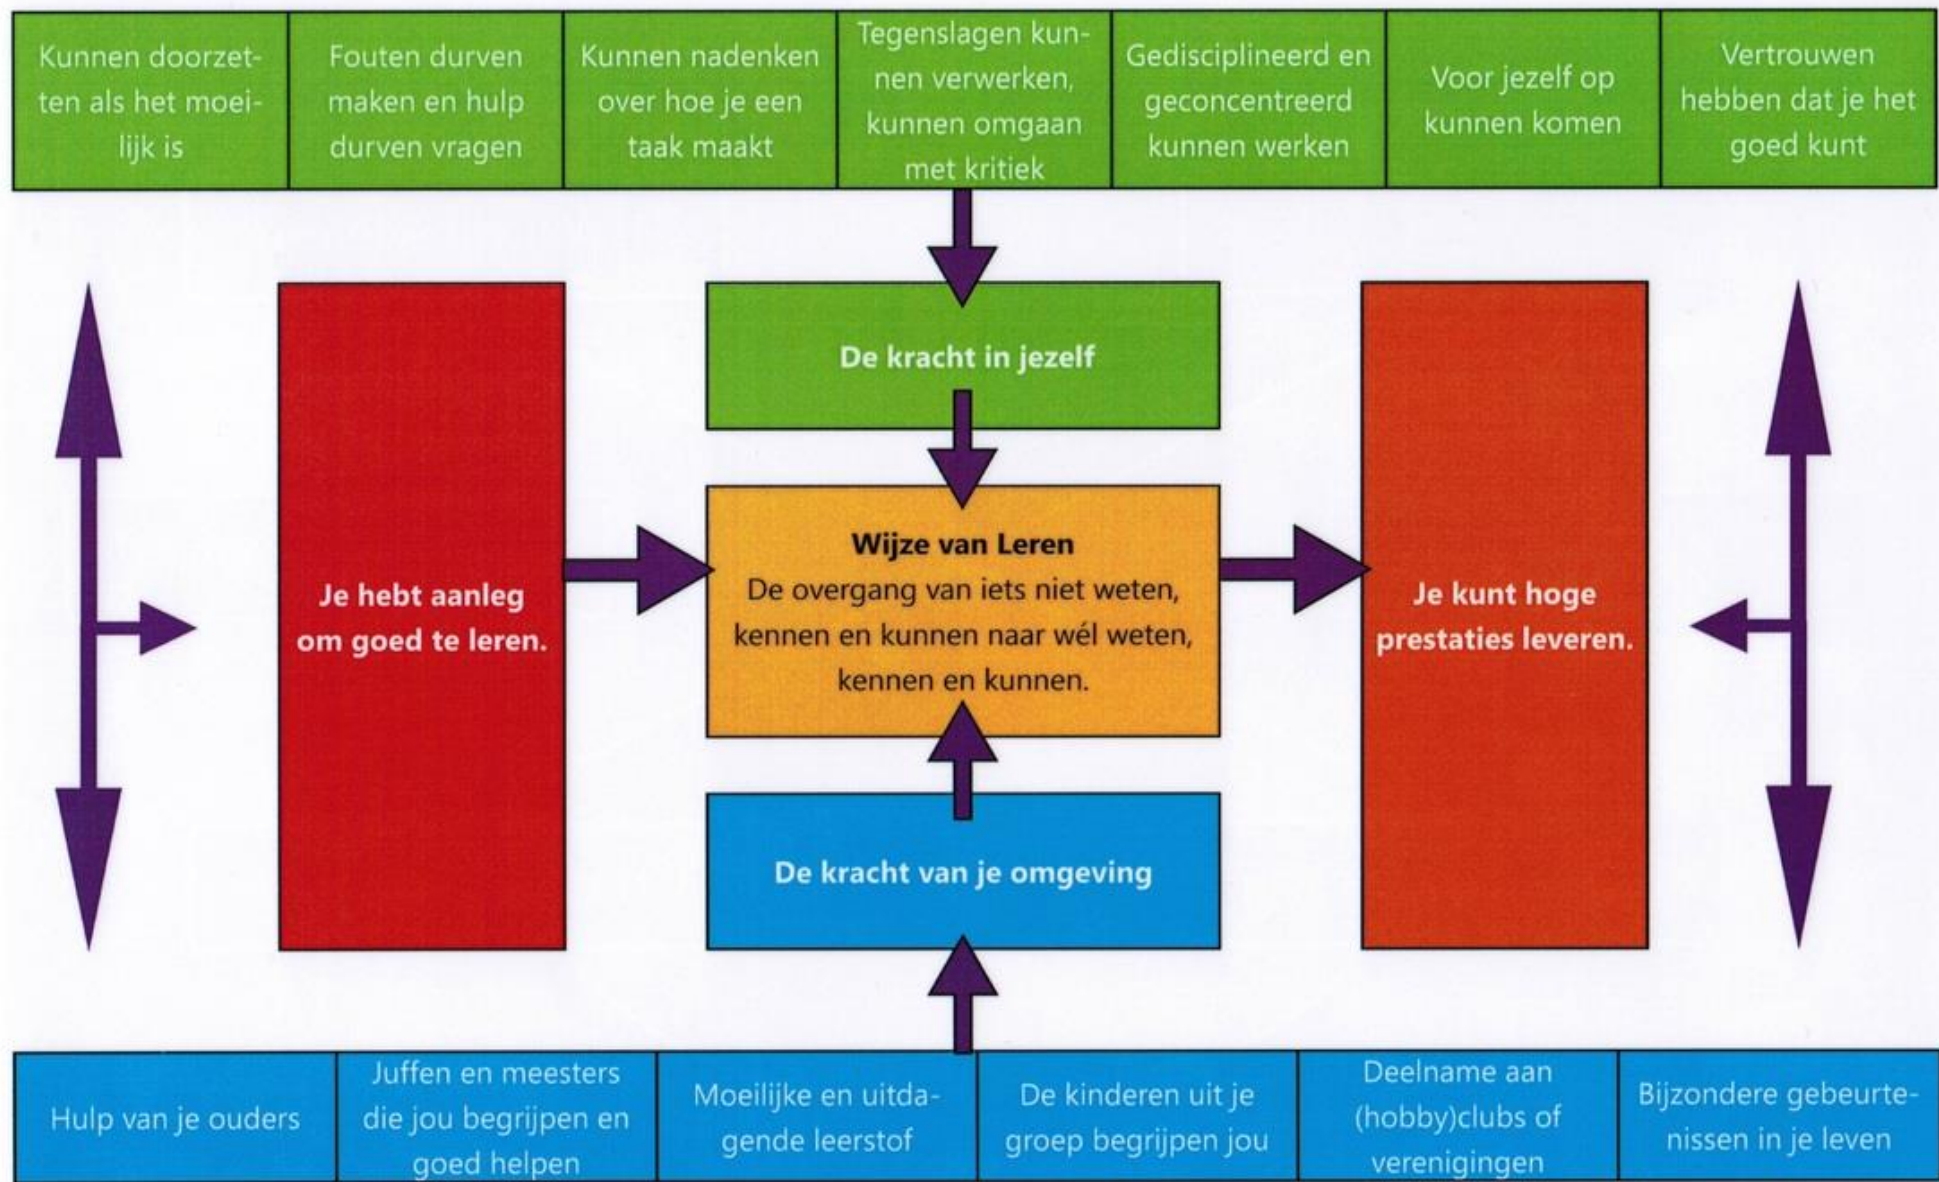 Kunnen doorzet-
ten als het moei-
lijk is
Fouten durven
maken en hulp
durven vragen
Kunnen nadenken
over hoe je een
taak maakt
Tegenslagen kun-
nen verwerken,
kunnen omgaan
met kritiek
Gedisciplineerd en
geconcentreerd
kunnen werken
Voor jezelf op
kunnen komen
Vertrouwen
hebben dat je het
goed kunt
De kracht in jezelf
Je hebt aanleg
om goed te leren.
Wijze van Leren
De overgang van iets niet weten,
kennen en kunnen naar wél weten,
kennen en kunnen.
Je kunt hoge
prestaties leveren.
De kracht van je omgeving
Hulp van je ouders
Juffen en meesters
die jou begrijpen en
goed helpen
Moeilijke en uitda-
gende leerstof
De kinderen uit je
groep begrijpen jou
Deelname aan
(hobby)clubs of
verenigingen
Bijzondere gebeurte-
nissen in je leven